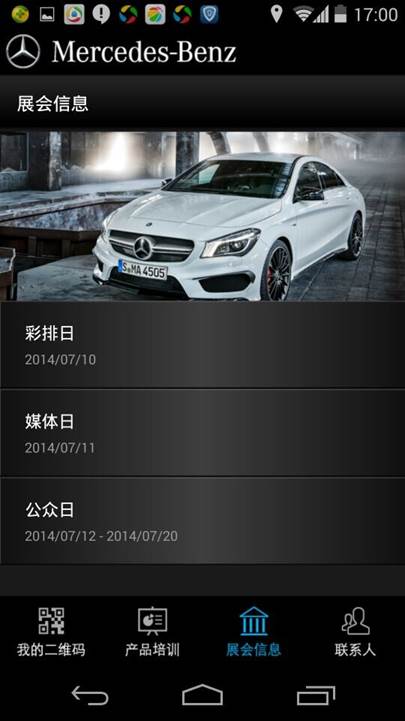 17:00
Mercedes-Benz
展会信息
S MA 4505
彩排日
2014/07/10
媒体日
2014/07/11
公众日
2014/07/12 - 2014/07/20
我的二维码
产品培训
展会信息
联系人